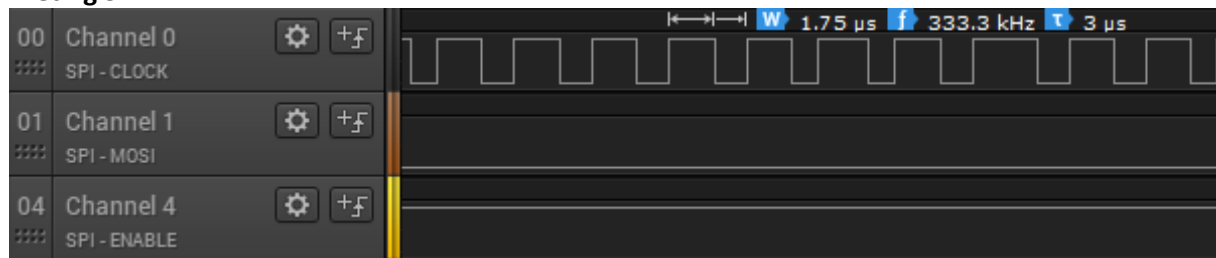 00 Channel 0
SPI - CLOCK
W 1.75 µs f 333.3 kHz τ 3 µs
01 Channel 1
SPI - MOSI
04 Channel 4
SPI - ENABLE